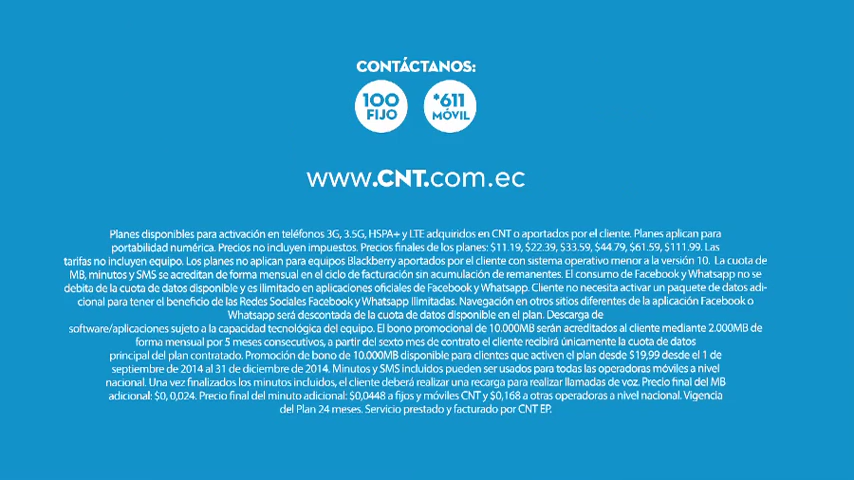 CONTÁCTANOS:
100 FIJO
*611 MÓVIL
www.CNT.com.ec
Planes disponibles para activación en teléfonos 3G, 3.5G, HSPA+ y LTE adquiridos en CNT o aportados por el cliente. Planes aplican para
portabilidad numérica. Precios no incluyen impuestos. Precios finales de los planes: $11.19, $22.39, $33.59, $44.79, $61.59, $111.99. Las
tarifas no incluyen equipo. Los planes no aplican para equipos Blackberry aportados por el cliente con sistema operativo menor a la versión 10. La cuota de
MB, minutos y SMS se acreditan de forma mensual en el ciclo de facturación sin acumulación de remanentes. El consumo de Facebook y Whatsapp no se
debita de la cuota de datos disponible y es ilimitado en aplicaciones oficiales de Facebook y Whatsapp. Cliente no necesita activar un paquete de datos adi-
cional para tener el beneficio de las Redes Sociales Facebook y Whatsapp Ilimitadas. Navegación en otros sitios diferentes de la aplicación Facebook o
Whatsapp será descontada de la cuota de datos disponible en el plan. Descarga de
software/aplicaciones sujeto a la capacidad tecnológica del equipo. El bono promocional de 10.000MB serán acreditados al cliente mediante 2.000MB de
forma mensual por 5 meses consecutivos, a partir del sexto mes de contrato el cliente recibirá únicamente la cuota de datos
principal del plan contratado. Promoción de bono de 10.000MB disponible para clientes que activen el plan desde $19,99 desde el 1 de
septiembre de 2014 al 31 de diciembre de 2014. Minutos y SMS incluidos pueden ser usados para todas las operadoras móviles a nivel
nacional. Una vez finalizados los minutos incluidos, el cliente deberá realizar una recarga para realizar llamadas de voz. Precio final del MB
adicional: $0, 0,024. Precio final del minuto adicional: $0,0448 a fijos y móviles CNT y $0,168 a otras operadoras a nivel nacional. Vigencia
del Plan 24 meses. Servicio prestado y facturado por CNT EP.